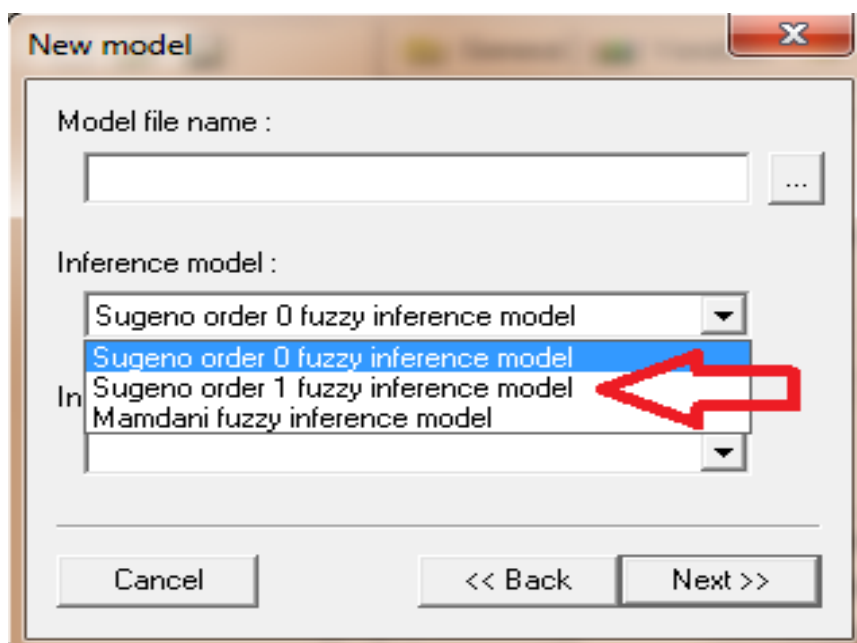 New model
Model file name :
...
Inference model :
Sugeno order 0 fuzzy inference model
Sugeno order 0 fuzzy inference model
Sugeno order 1 fuzzy inference model
In
Mamdani fuzzy inference model
Cancel
<< Back
Next >>